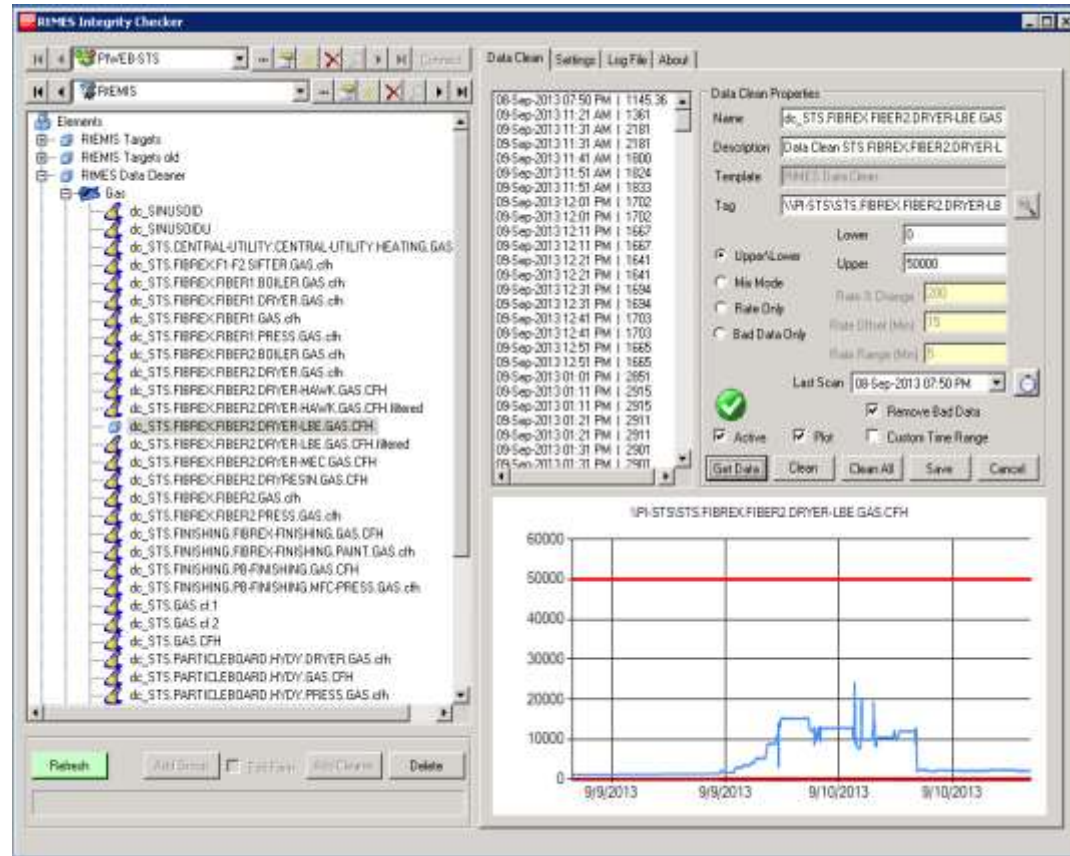 RIMES Integrity Checker
PIWEB-STS
Connect
RIEMIS
Elements
RIEMIS Targets
RIEMIS Targets old
RIMES Data Cleaner
Gas
dc_SINUSOID
dc_SINUSOIDU
dc_STS.CENTRAL-UTILITY.CENTRAL-UTILITY.HEATING.GAS
dc_STS.FIBREX.F1-F2.SIFTER.GAS.cfh
dc_STS.FIBREX.FIBER1.BOILER.GAS.cfh
dc_STS.FIBREX.FIBER1.DRYER.GAS.cfh
dc_STS.FIBREX.FIBER1.GAS.cfh
dc_STS.FIBREX.FIBER1.PRESS.GAS.cfh
dc_STS.FIBREX.FIBER2.BOILER.GAS.cfh
dc_STS.FIBREX.FIBER2.DRYER.GAS.cfh
dc_STS.FIBREX.FIBER2.DRYER-HAWK.GAS.CFH
dc_STS.FIBREX.FIBER2.DRYER-HAWK.GAS.CFH.filtered
dc_STS.FIBREX.FIBER2.DRYER-LBE.GAS.CFH
dc_STS.FIBREX.FIBER2.DRYER-LBE.GAS.CFH.filtered
dc_STS.FIBREX.FIBER2.DRYER-MEC.GAS.CFH
dc_STS.FIBREX.FIBER2.DRYRESIN.GAS.CFH
dc_STS.FIBREX.FIBER2.GAS.cfh
dc_STS.FIBREX.FIBER2.PRESS.GAS.cfh
dc_STS.FINISHING.FIBREX-FINISHING.GAS.CFH
dc_STS.FINISHING.FIBREX-FINISHING.PAINT.GAS.cfh
dc_STS.FINISHING.PB-FINISHING.GAS.CFH
dc_STS.FINISHING.PB-FINISHING.MFC-PRESS.GAS.cfh
dc_STS.GAS.cf.1
dc_STS.GAS.cf.2
dc_STS.GAS.CFH
dc_STS.PARTICLEBOARD.HYDY.DRYER.GAS.cfh
dc_STS.PARTICLEBOARD.HYDY.GAS.CFH
dc_STS.PARTICLEBOARD.HYDY.PRESS.GAS.cfh
Refresh
Add Group
Add Cleaner
Delete
Data Clean
Settings
Log File
About
08-Sep-2013 07:50 PM | 1145.36
09-Sep-2013 11:21 AM | 1361
09-Sep-2013 11:31 AM | 2181
09-Sep-2013 11:31 AM | 2181
09-Sep-2013 11:41 AM | 1800
09-Sep-2013 11:51 AM | 1824
09-Sep-2013 11:51 AM | 1833
09-Sep-2013 12:01 PM | 1702
09-Sep-2013 12:01 PM | 1702
09-Sep-2013 12:11 PM | 1667
09-Sep-2013 12:11 PM | 1667
09-Sep-2013 12:21 PM | 1641
09-Sep-2013 12:21 PM | 1641
09-Sep-2013 12:31 PM | 1694
09-Sep-2013 12:31 PM | 1694
09-Sep-2013 12:41 PM | 1703
09-Sep-2013 12:41 PM | 1703
09-Sep-2013 12:51 PM | 1665
09-Sep-2013 12:51 PM | 1665
09-Sep-2013 01:01 PM | 2851
09-Sep-2013 01:11 PM | 2915
09-Sep-2013 01:11 PM | 2915
09-Sep-2013 01:21 PM | 2911
09-Sep-2013 01:21 PM | 2911
09-Sep-2013 01:31 PM | 2901
09-Sep-2013 01:31 PM | 2901
Data Clean Properties
Name dc_STS.FIBREX.FIBER2.DRYER-LBE.GAS
Description Data Clean STS.FIBREX.FIBER2.DRYER-L
Template RIMES Data Clean
Tag \\PI-STS\STS.FIBREX.FIBER2.DRYER-LB
Lower 0
Upper\Lower
Upper 50000
Mix Mode
Rate % Change 200
Rate Only
Rate Offset (Min) 15
Bad Data Only
Rate Range (Min) 5
Last Scan 08-Sep-2013 07:50 PM
Remove Bad Data
Active
Plot
Custom Time Range
Get Data
Clean
Clean All
Save
Cancel
\\PI-STS\STS.FIBREX.FIBER2.DRYER-LBE.GAS.CFH
60000
50000
40000
30000
20000
10000
0
9/9/2013
9/9/2013
9/10/2013
9/10/2013